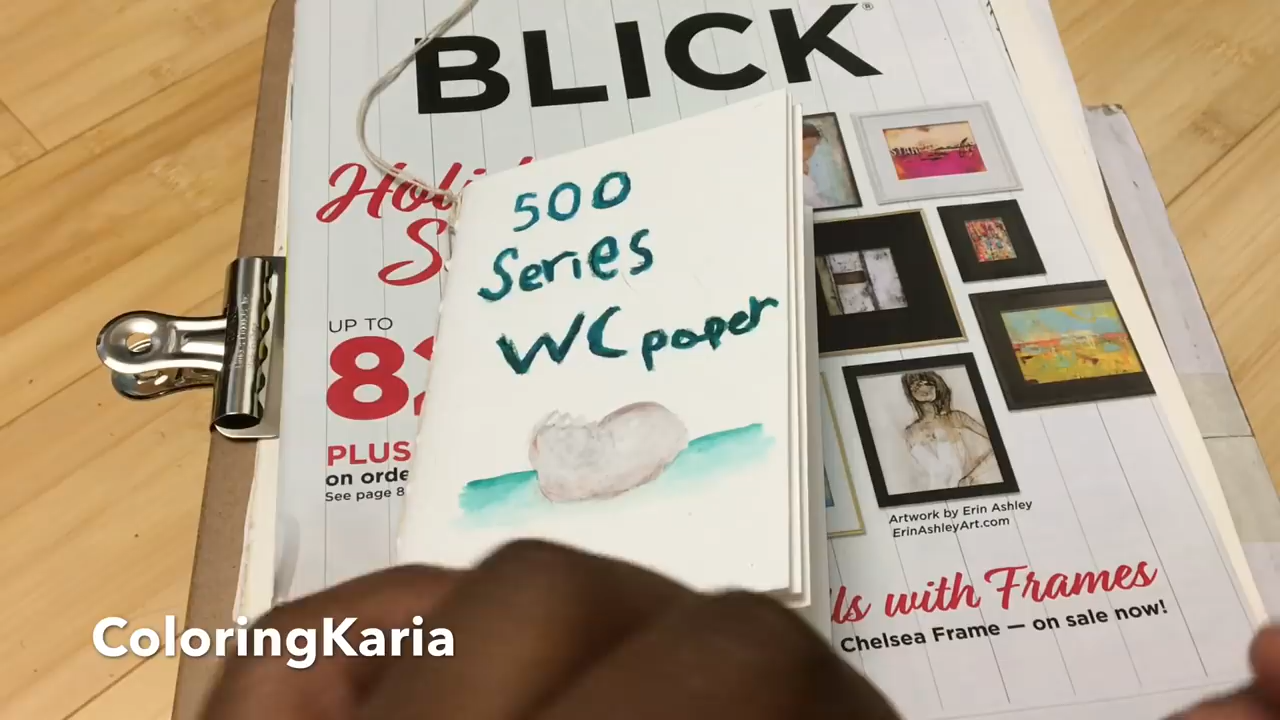 BLICK®
UP TO
PLUS
on orde
See page 8
500
Series
WC paper
Artwork by Erin Ashley
ErinAshleyArt.com
with Frames
Chelsea Frame — on sale now!
ColoringKaria